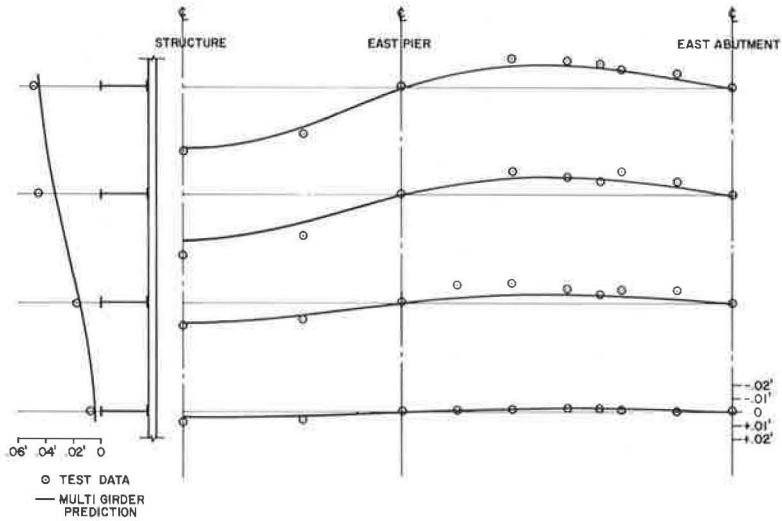 ℄ ℄ ℄
STRUCTURE EAST PIER EAST ABUTMENT
-.02'
-.01'
0
+.01'
+.02'
.06' .04' .02' 0
⊙ TEST DATA
— MULTI GIRDER
PREDICTION